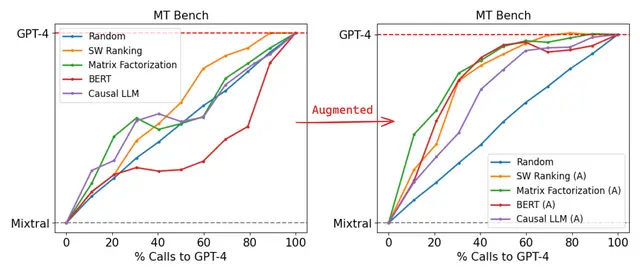 MT Bench
GPT-4
Mixtral
Random
SW Ranking
Matrix Factorization
BERT
Causal LLM
0 20 40 60 80 100
% Calls to GPT-4
Augmented
MT Bench
GPT-4
Mixtral
Random
SW Ranking (A)
Matrix Factorization (A)
BERT (A)
Causal LLM (A)
0 20 40 60 80 100
% Calls to GPT-4